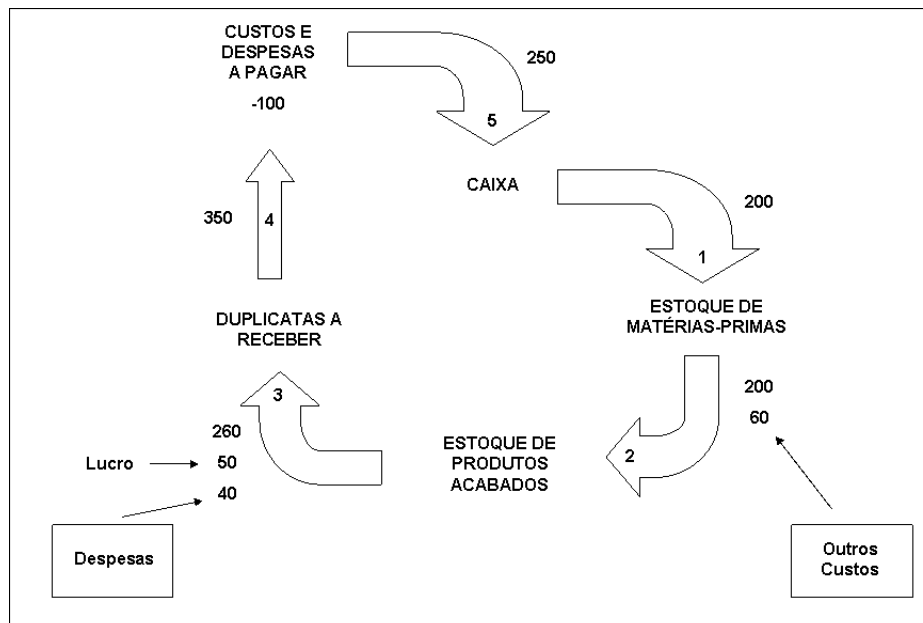 CUSTOS E
DESPESAS
A PAGAR
-100
250
5
CAIXA
200
1
ESTOQUE DE
MATÉRIAS-PRIMAS
200
60
2
Outros
Custos
ESTOQUE DE
PRODUTOS
ACABADOS
3
260
50
40
Lucro
Despesas
DUPLICATAS A
RECEBER
350
4